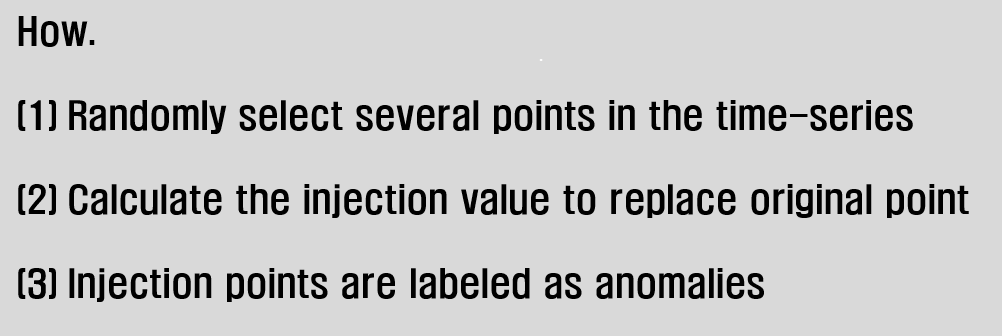 How.
(1) Randomly select several points in the time-series
(2) Calculate the injection value to replace original point
(3) Injection points are labeled as anomalies